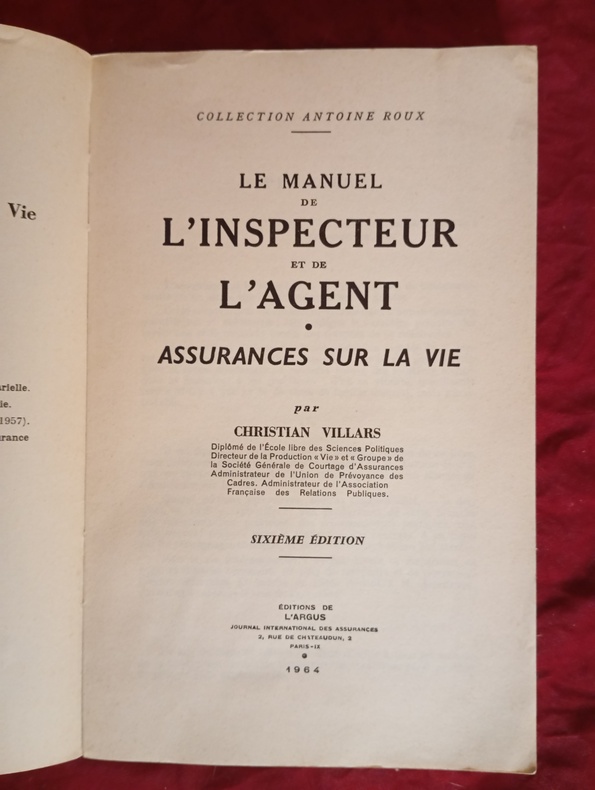 Vie
1957).
COLLECTION ANTOINE ROUX
LE MANUEL
DE
L'INSPECTEUR
ET DE
L'AGENT
•
ASSURANCES SUR LA VIE
par
CHRISTIAN VILLARS
Diplômé de l'École libre des Sciences Politiques
Directeur de la Production « Vie » et « Groupe » de
la Société Générale de Courtage d'Assurances
Administrateur de l'Union de Prévoyance des
Cadres. Administrateur de l'Association
Française des Relations Publiques.
SIXIÈME ÉDITION
ÉDITIONS DE
L'ARGUS
JOURNAL INTERNATIONAL DES ASSURANCES
2, RUE DE CHATEAUDUN, 2
PARIS-IX
1964